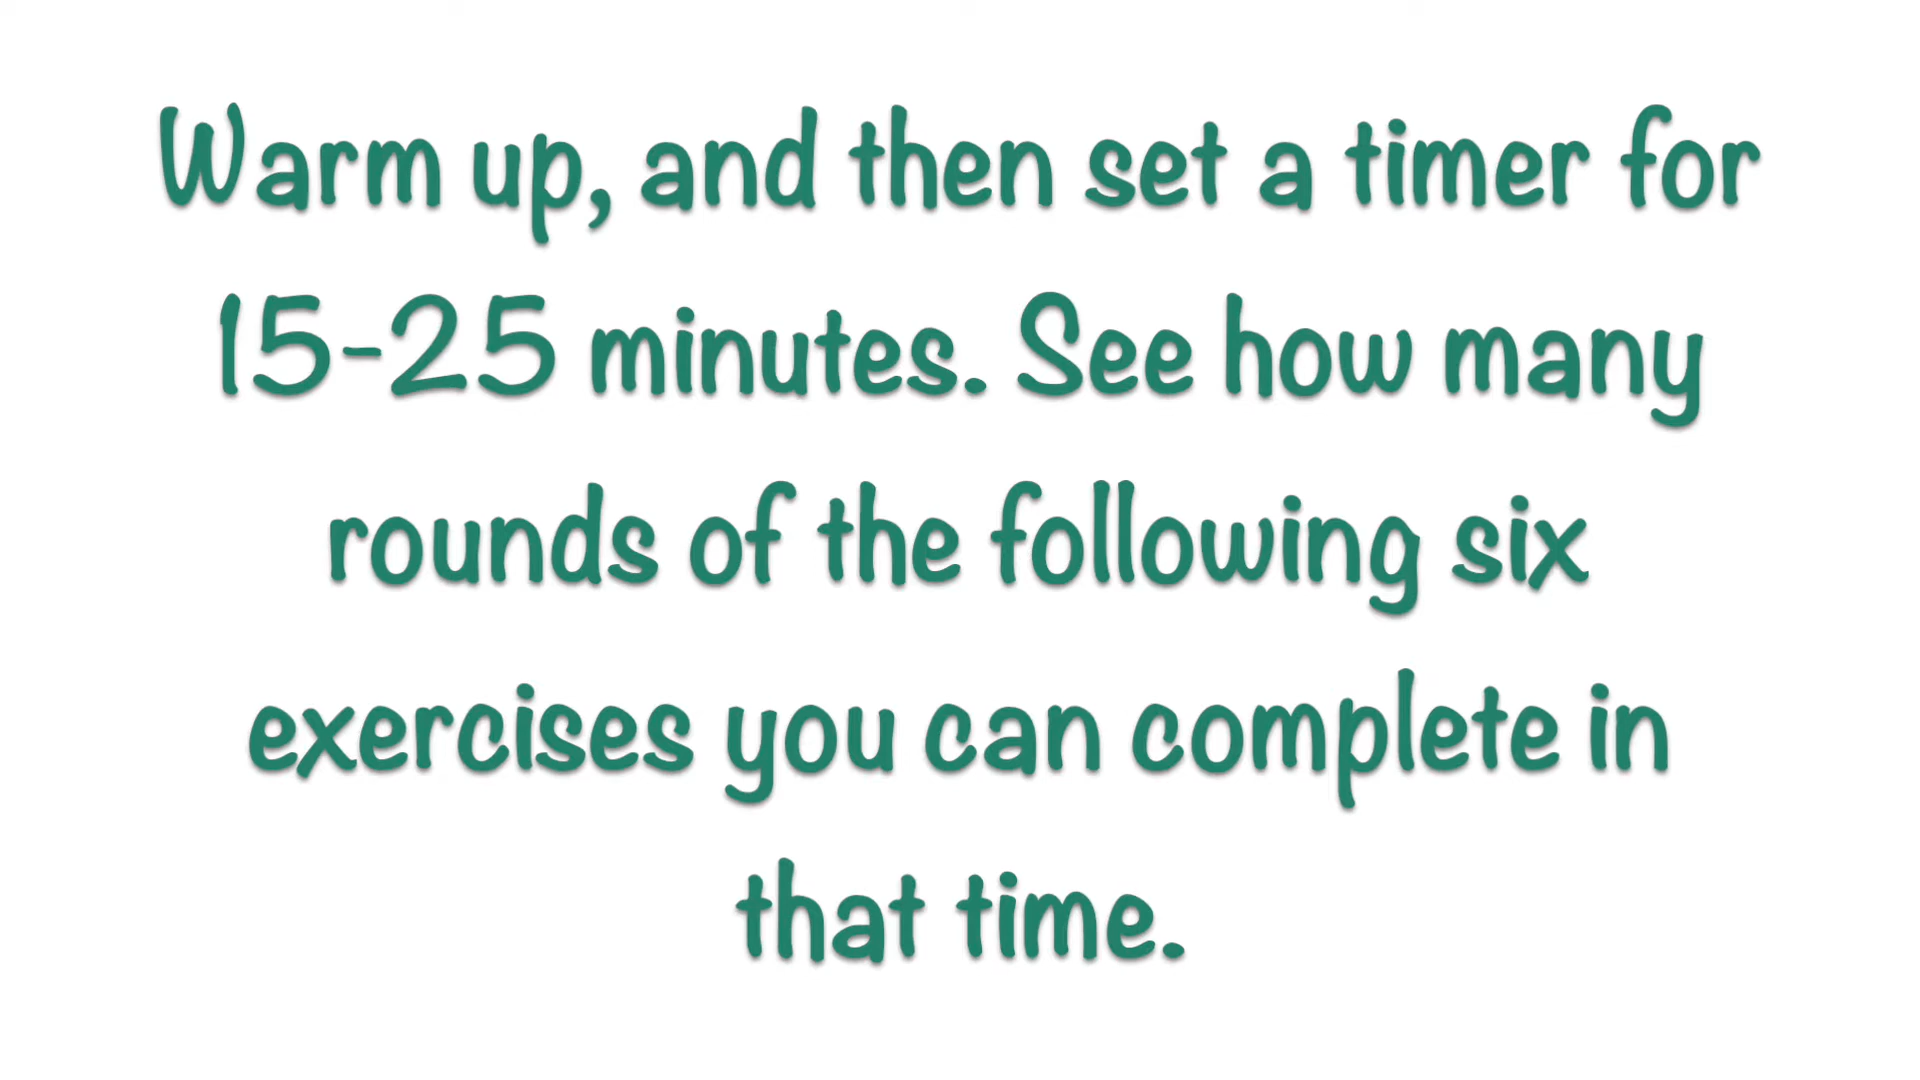 Warm up, and then set a timer for
15-25 minutes. See how many
rounds of the following six
exercises you can complete in
that time.